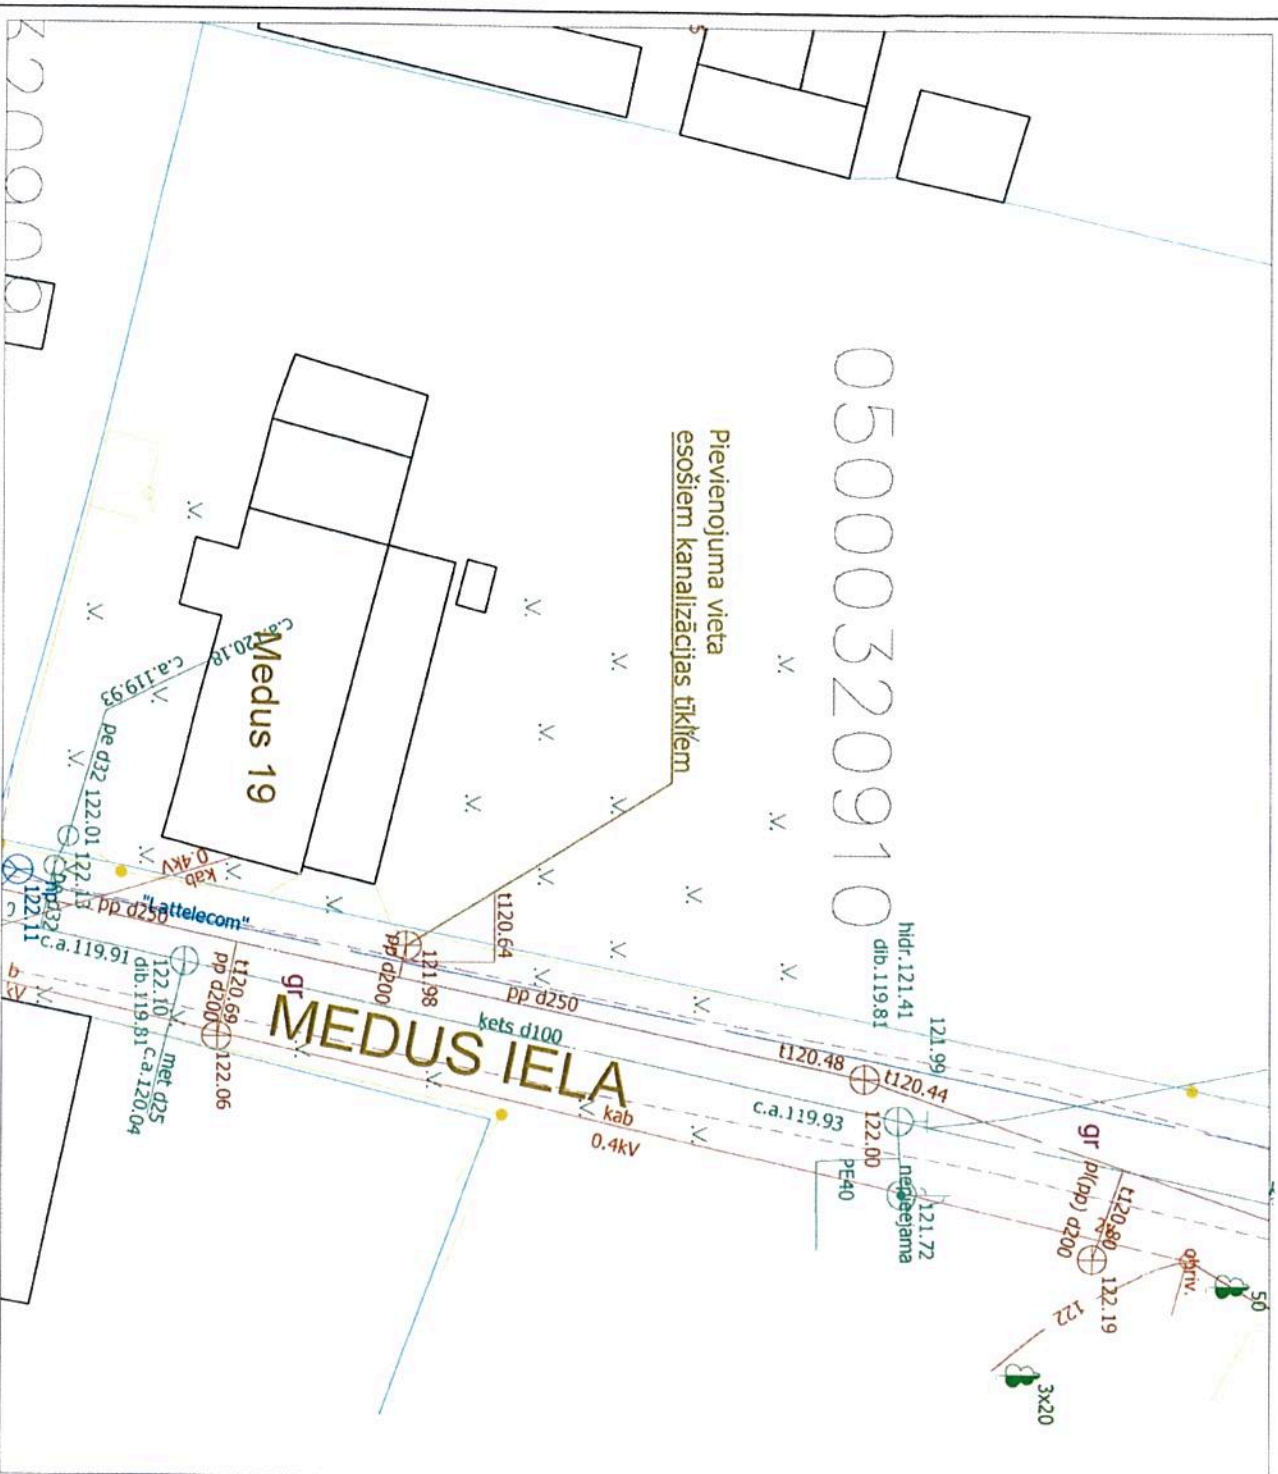 05000320910
320900
5
Pievienojuma vieta
esošiem kanalizācijas tīkliem
Medus 19
c.a.120.18
c.a.119.93
pe d32
122.01
122.13
122.11
kab
0.4kV
"Lattelecom"
pp d250
c.a.119.91
122.10
dib.119.81
t120.69
pp d200
122.06
met d25
c.a.120.04
gr
MEDUS IELA
t120.64
121.98
pp d200
pp d250
ķets d100
kab
0.4kV
hidr.121.41
dib.119.81
121.99
t120.48
t120.44
122.00
c.a.119.93
PE40
nepieejama
121.72
gr
pl(pp) d200
t120.80
122.19
122
50
3x20